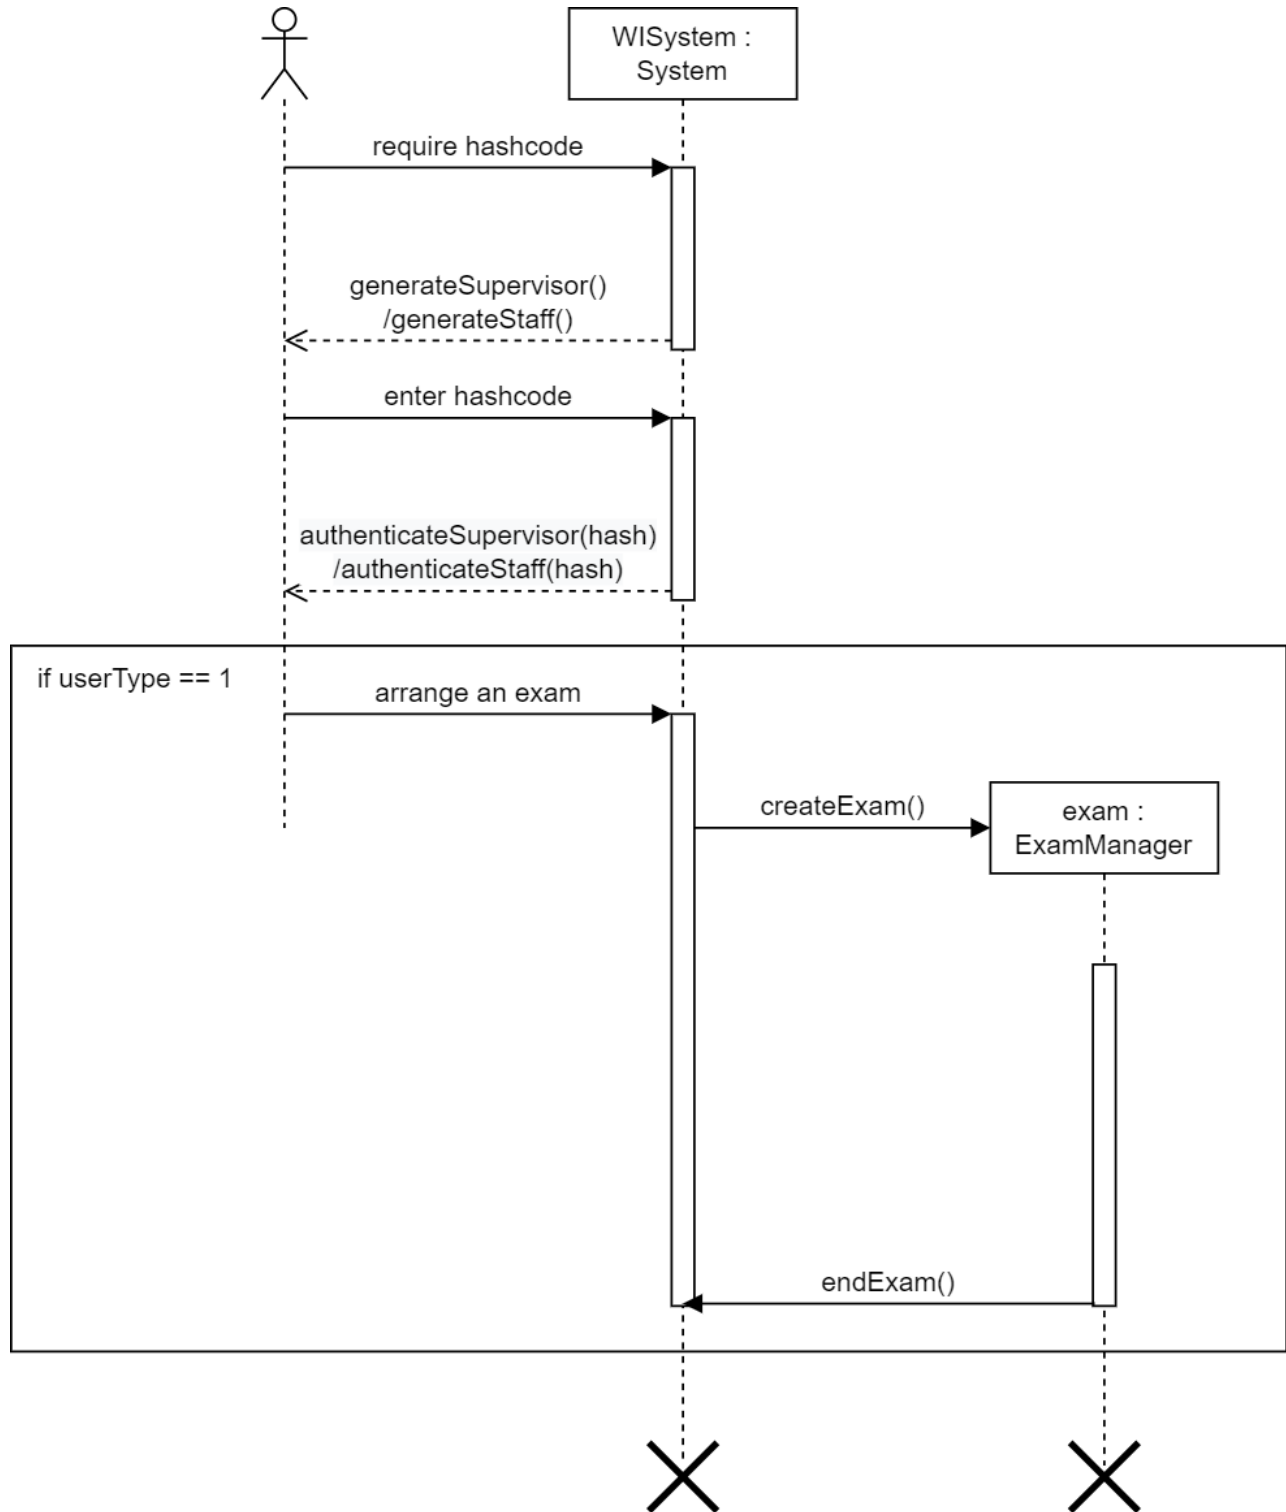 WISystem :
System
require hashcode
generateSupervisor()
/generateStaff()
enter hashcode
authenticateSupervisor(hash)
/authenticateStaff(hash)
if userType == 1
arrange an exam
createExam()
exam :
ExamManager
endExam()